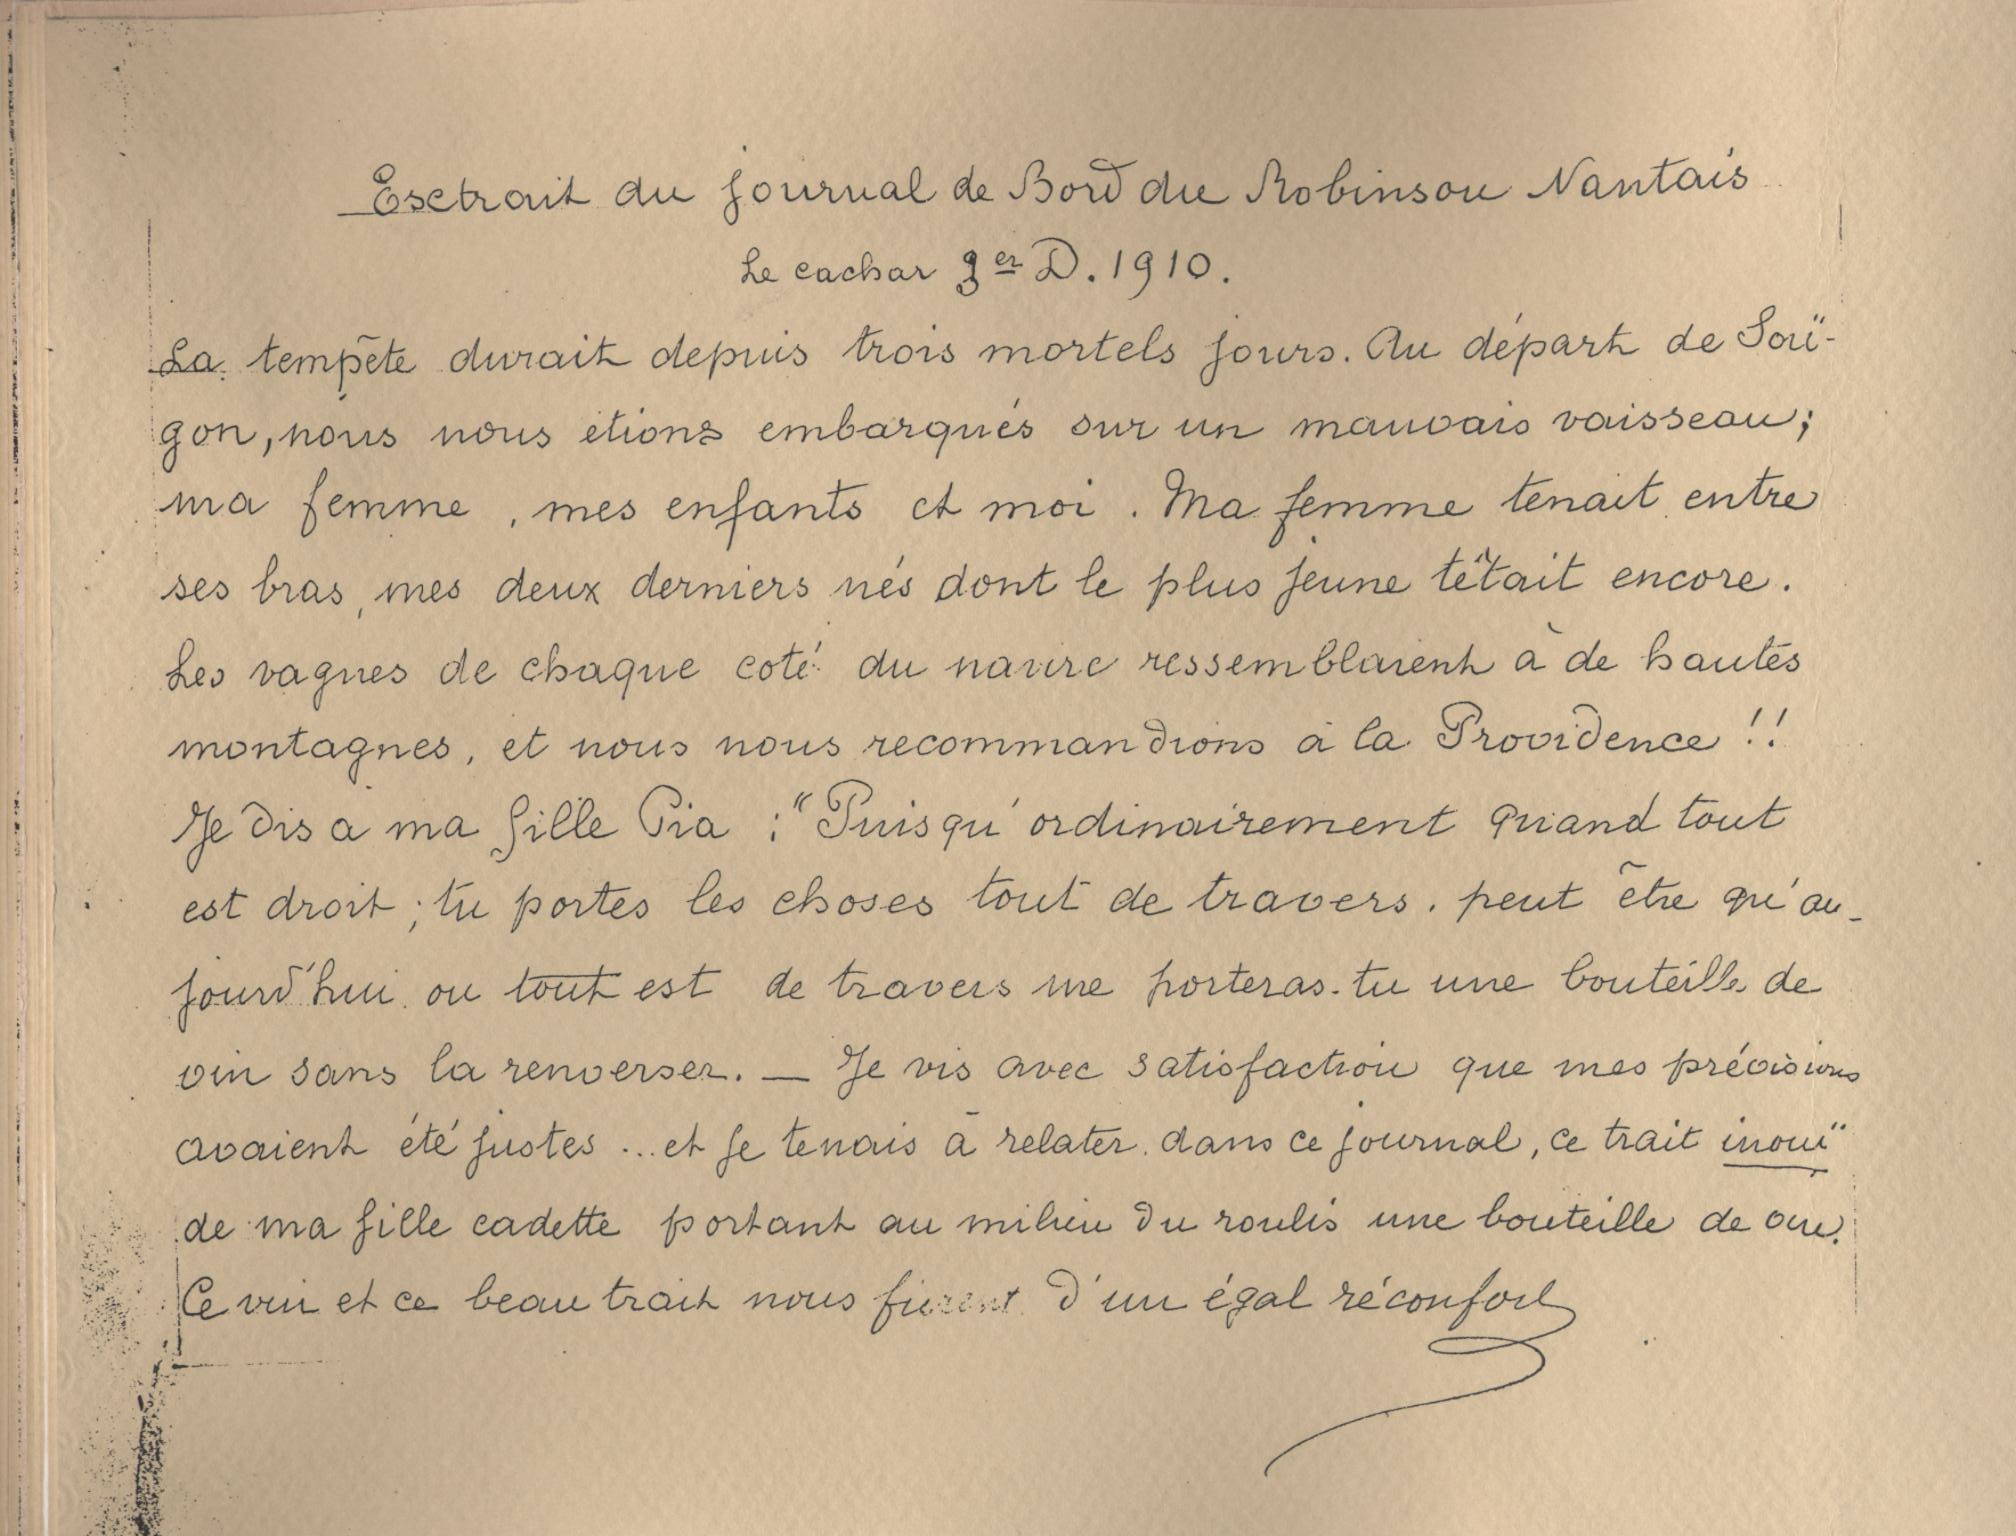 Extrait du journal de Bord du Robinson Nantais
Le cachar 9er D. 1910.
La tempête durait depuis trois mortels jours. Au départ de Soï-
gon, nous nous etions embarqués sur un mauvais vaisseau;
ma femme, mes enfants et moi. Ma femme tenait entre
ses bras, mes deux derniers nés dont le plus jeune têtait encore.
Les vagues de chaque coté du navire ressemblaient à de hautes
montagnes, et nous nous recommandions à la Providence !!
Je dis a ma fille Pia : "Puisqu'ordinairement quand tout
est droit; tu portes les choses tout de travers. peut être qu'au-
jourd'hui ou tout est de travers me porteras-tu une bouteille de
vin sans la renverser. — Je vis avec satisfaction que mes prévisions
avaient été justes ... et je tenais à relater dans ce journal, ce trait inouï
de ma fille cadette portant au milieu du roulis une bouteille de vin.
Ce vin et ce beau trait nous furent d'un égal réconfort